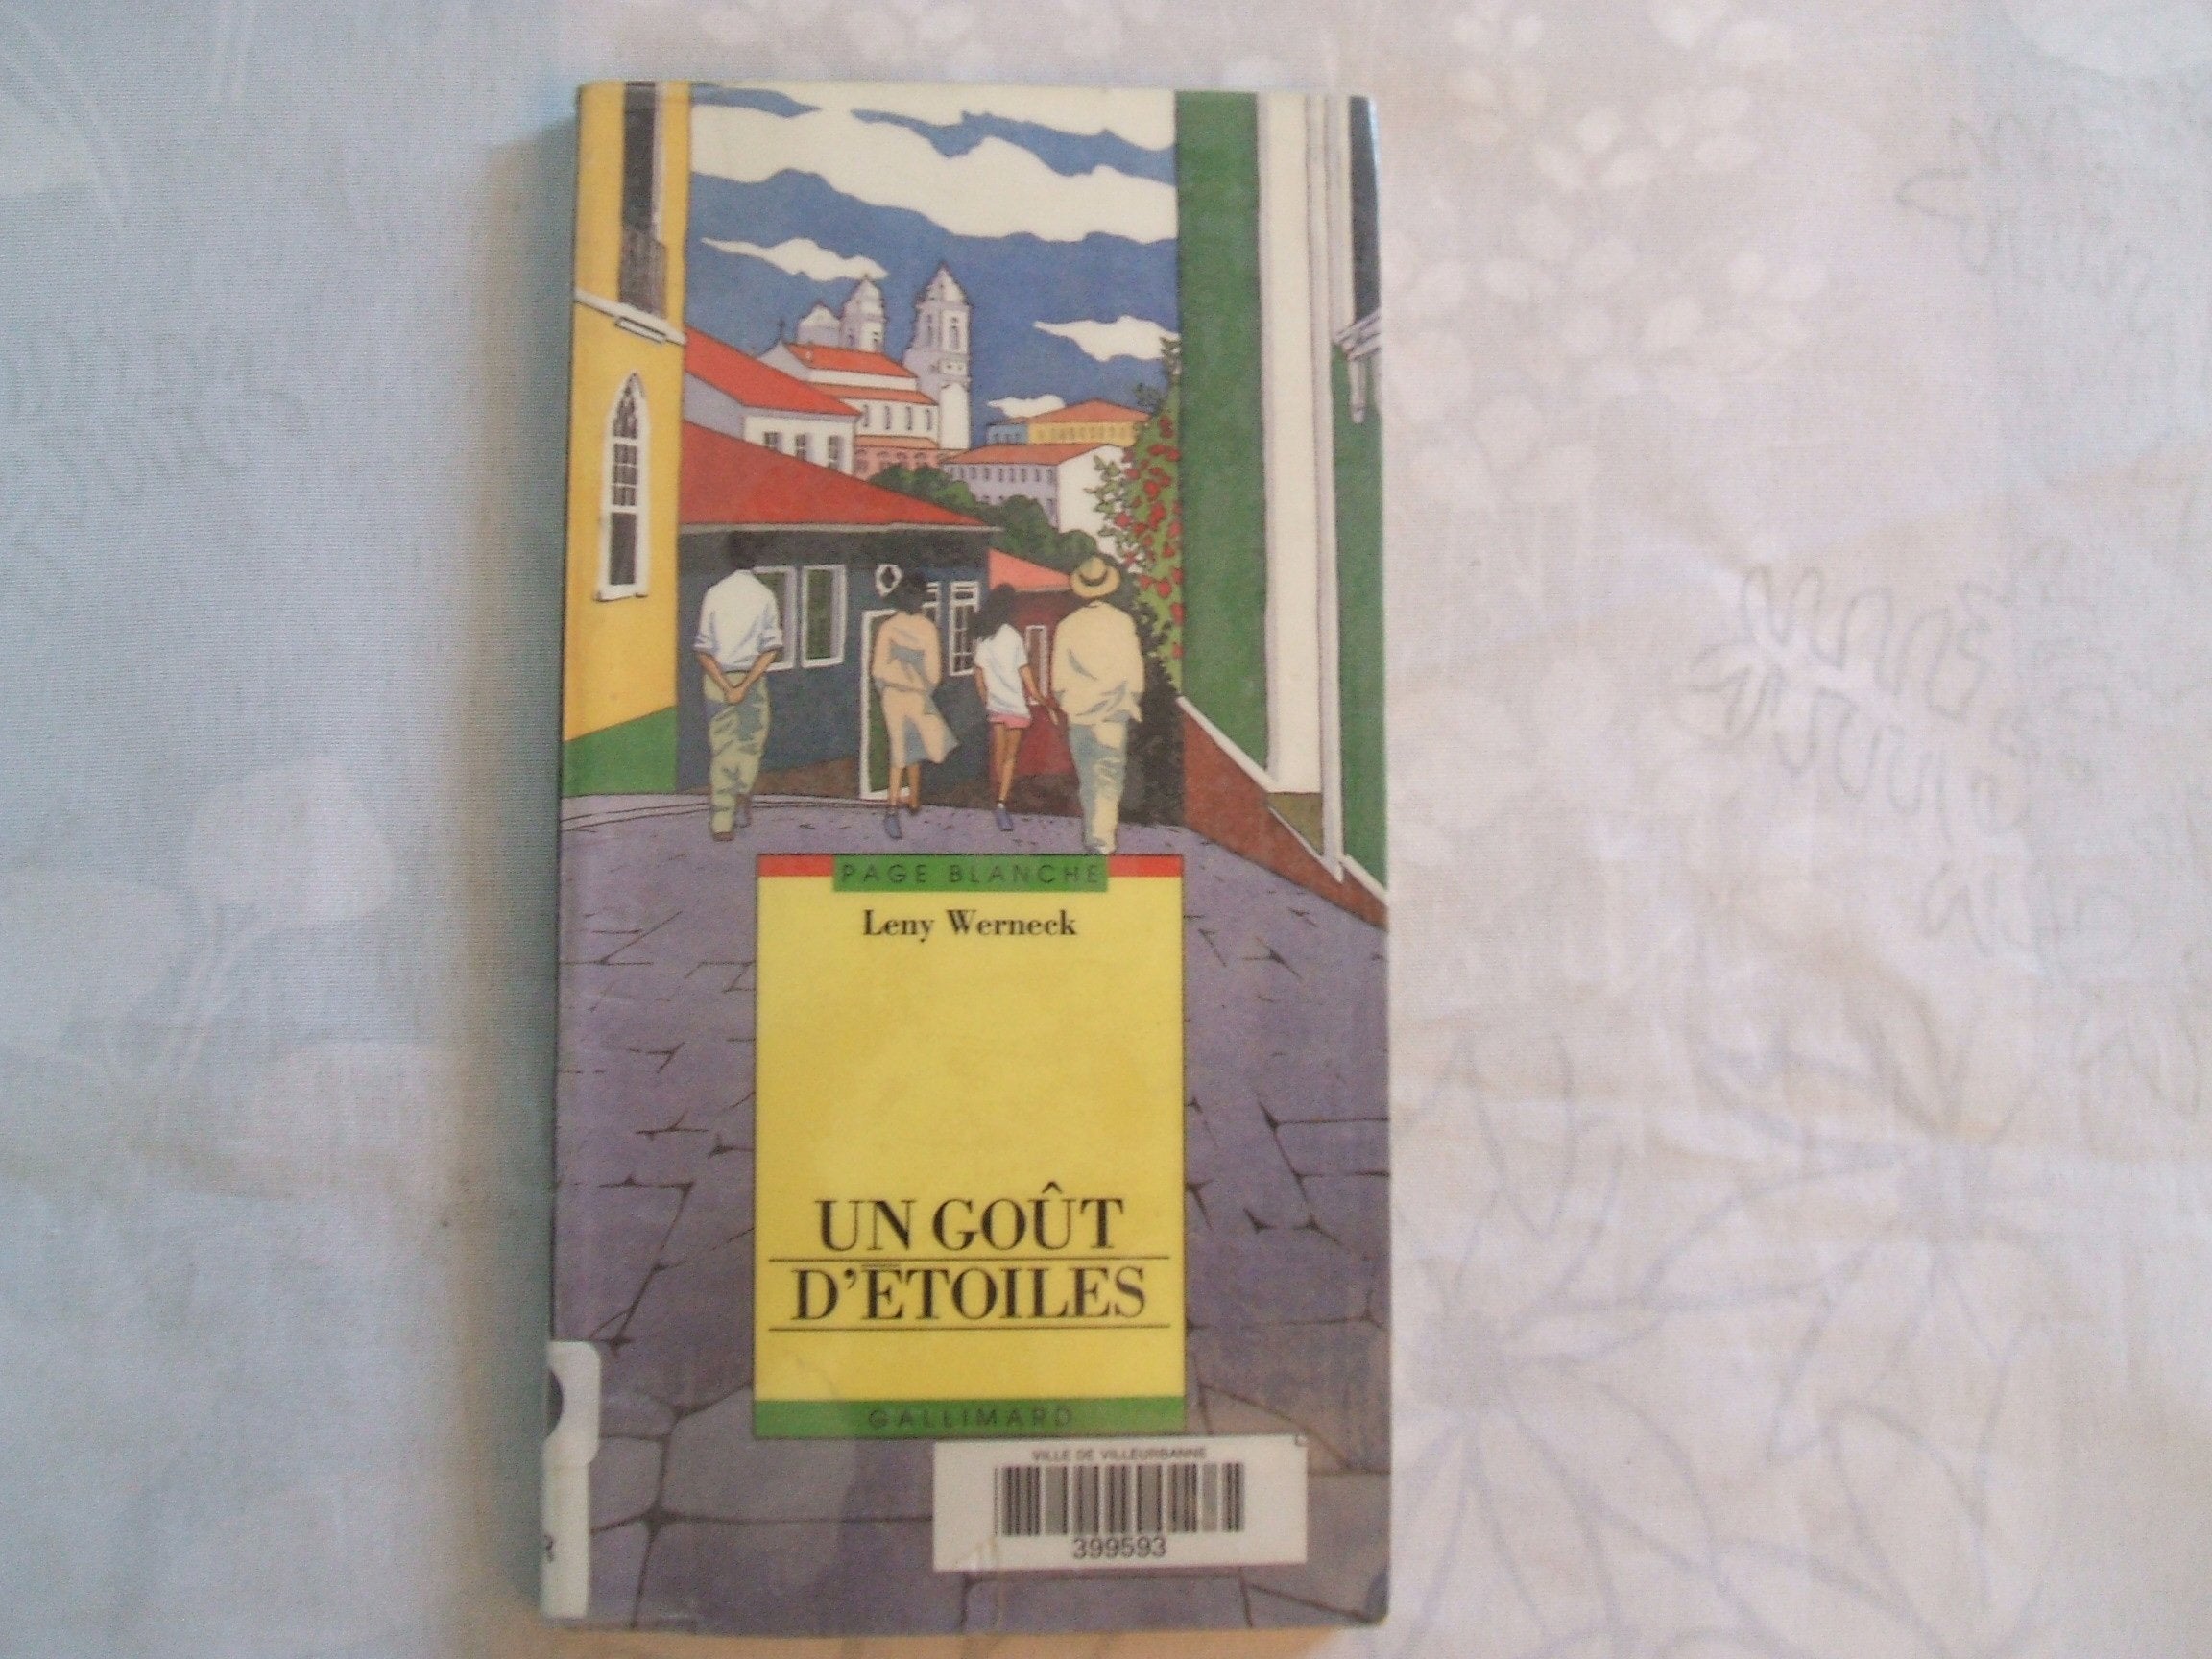 PAGE BLANCHE
Leny Werneck
UN GOÛT
D'ÉTOILES
GALLIMARD
VILLE DE VILLEURBANNE
399593
R